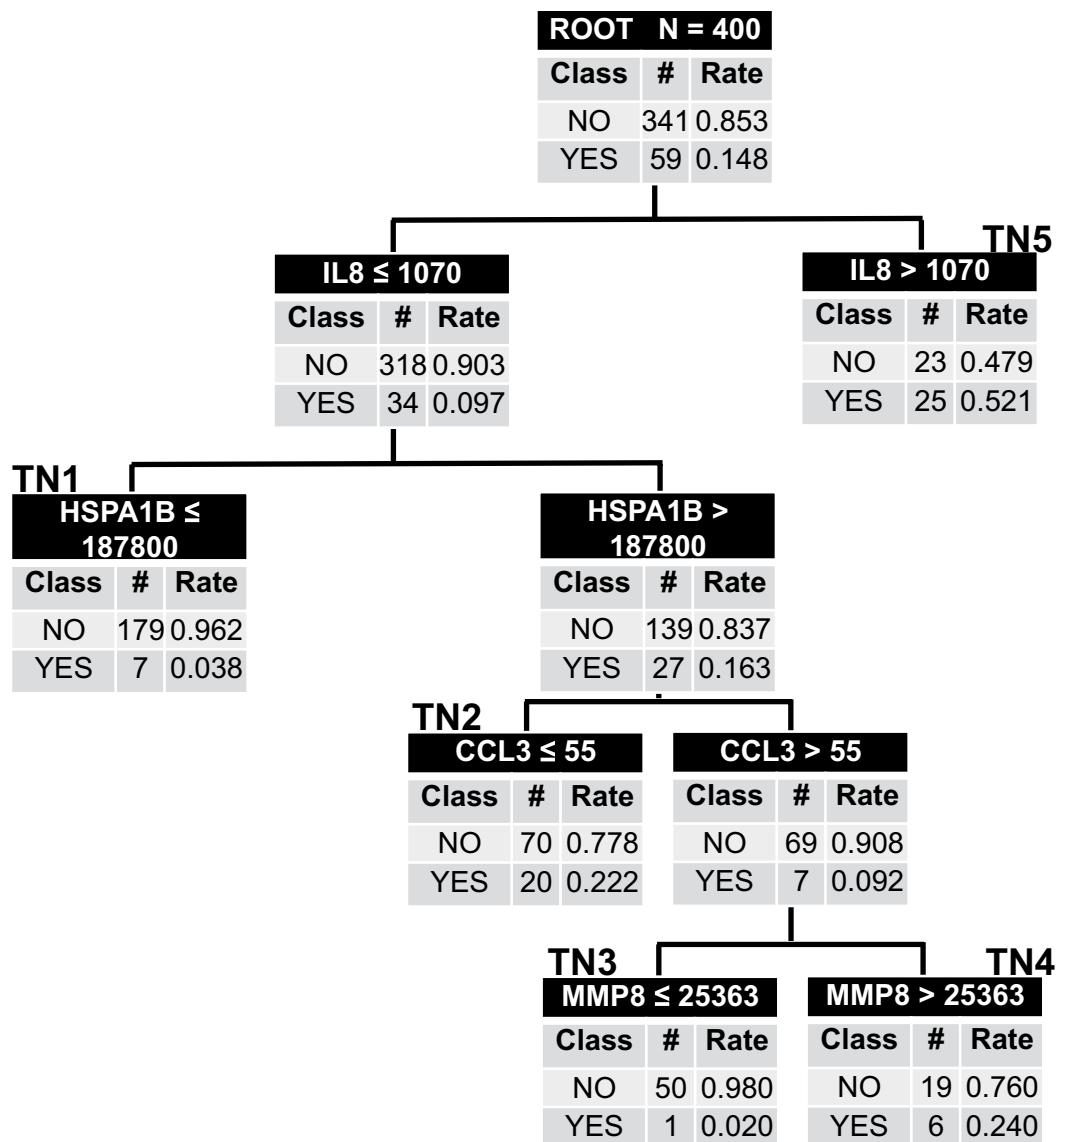 ROOT N = 400
Class # Rate
NO 341 0.853
YES 59 0.148
IL8 ≤ 1070
Class # Rate
NO 318 0.903
YES 34 0.097
TN5
IL8 > 1070
Class # Rate
NO 23 0.479
YES 25 0.521
TN1
HSPA1B ≤
187800
Class # Rate
NO 179 0.962
YES 7 0.038
HSPA1B >
187800
Class # Rate
NO 139 0.837
YES 27 0.163
TN2
CCL3 ≤ 55
Class # Rate
NO 70 0.778
YES 20 0.222
CCL3 > 55
Class # Rate
NO 69 0.908
YES 7 0.092
TN3
MMP8 ≤ 25363
Class # Rate
NO 50 0.980
YES 1 0.020
TN4
MMP8 > 25363
Class # Rate
NO 19 0.760
YES 6 0.240